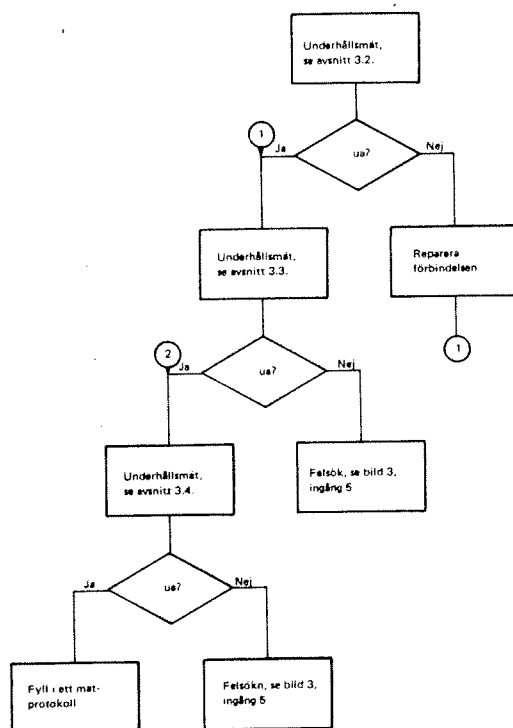 Underhållsmät,
se avsnitt 3.2.
1
Ja
ua?
Nej
Underhållsmät,
se avsnitt 3.3.
Reparera
förbindelsen
1
2
Ja
ua?
Nej
Underhållsmät,
se avsnitt 3.4.
Felsök, se bild 3,
ingång 5
Ja
ua?
Nej
Fyll i ett mät-
protokoll
Felsökn, se bild 3,
ingång 5